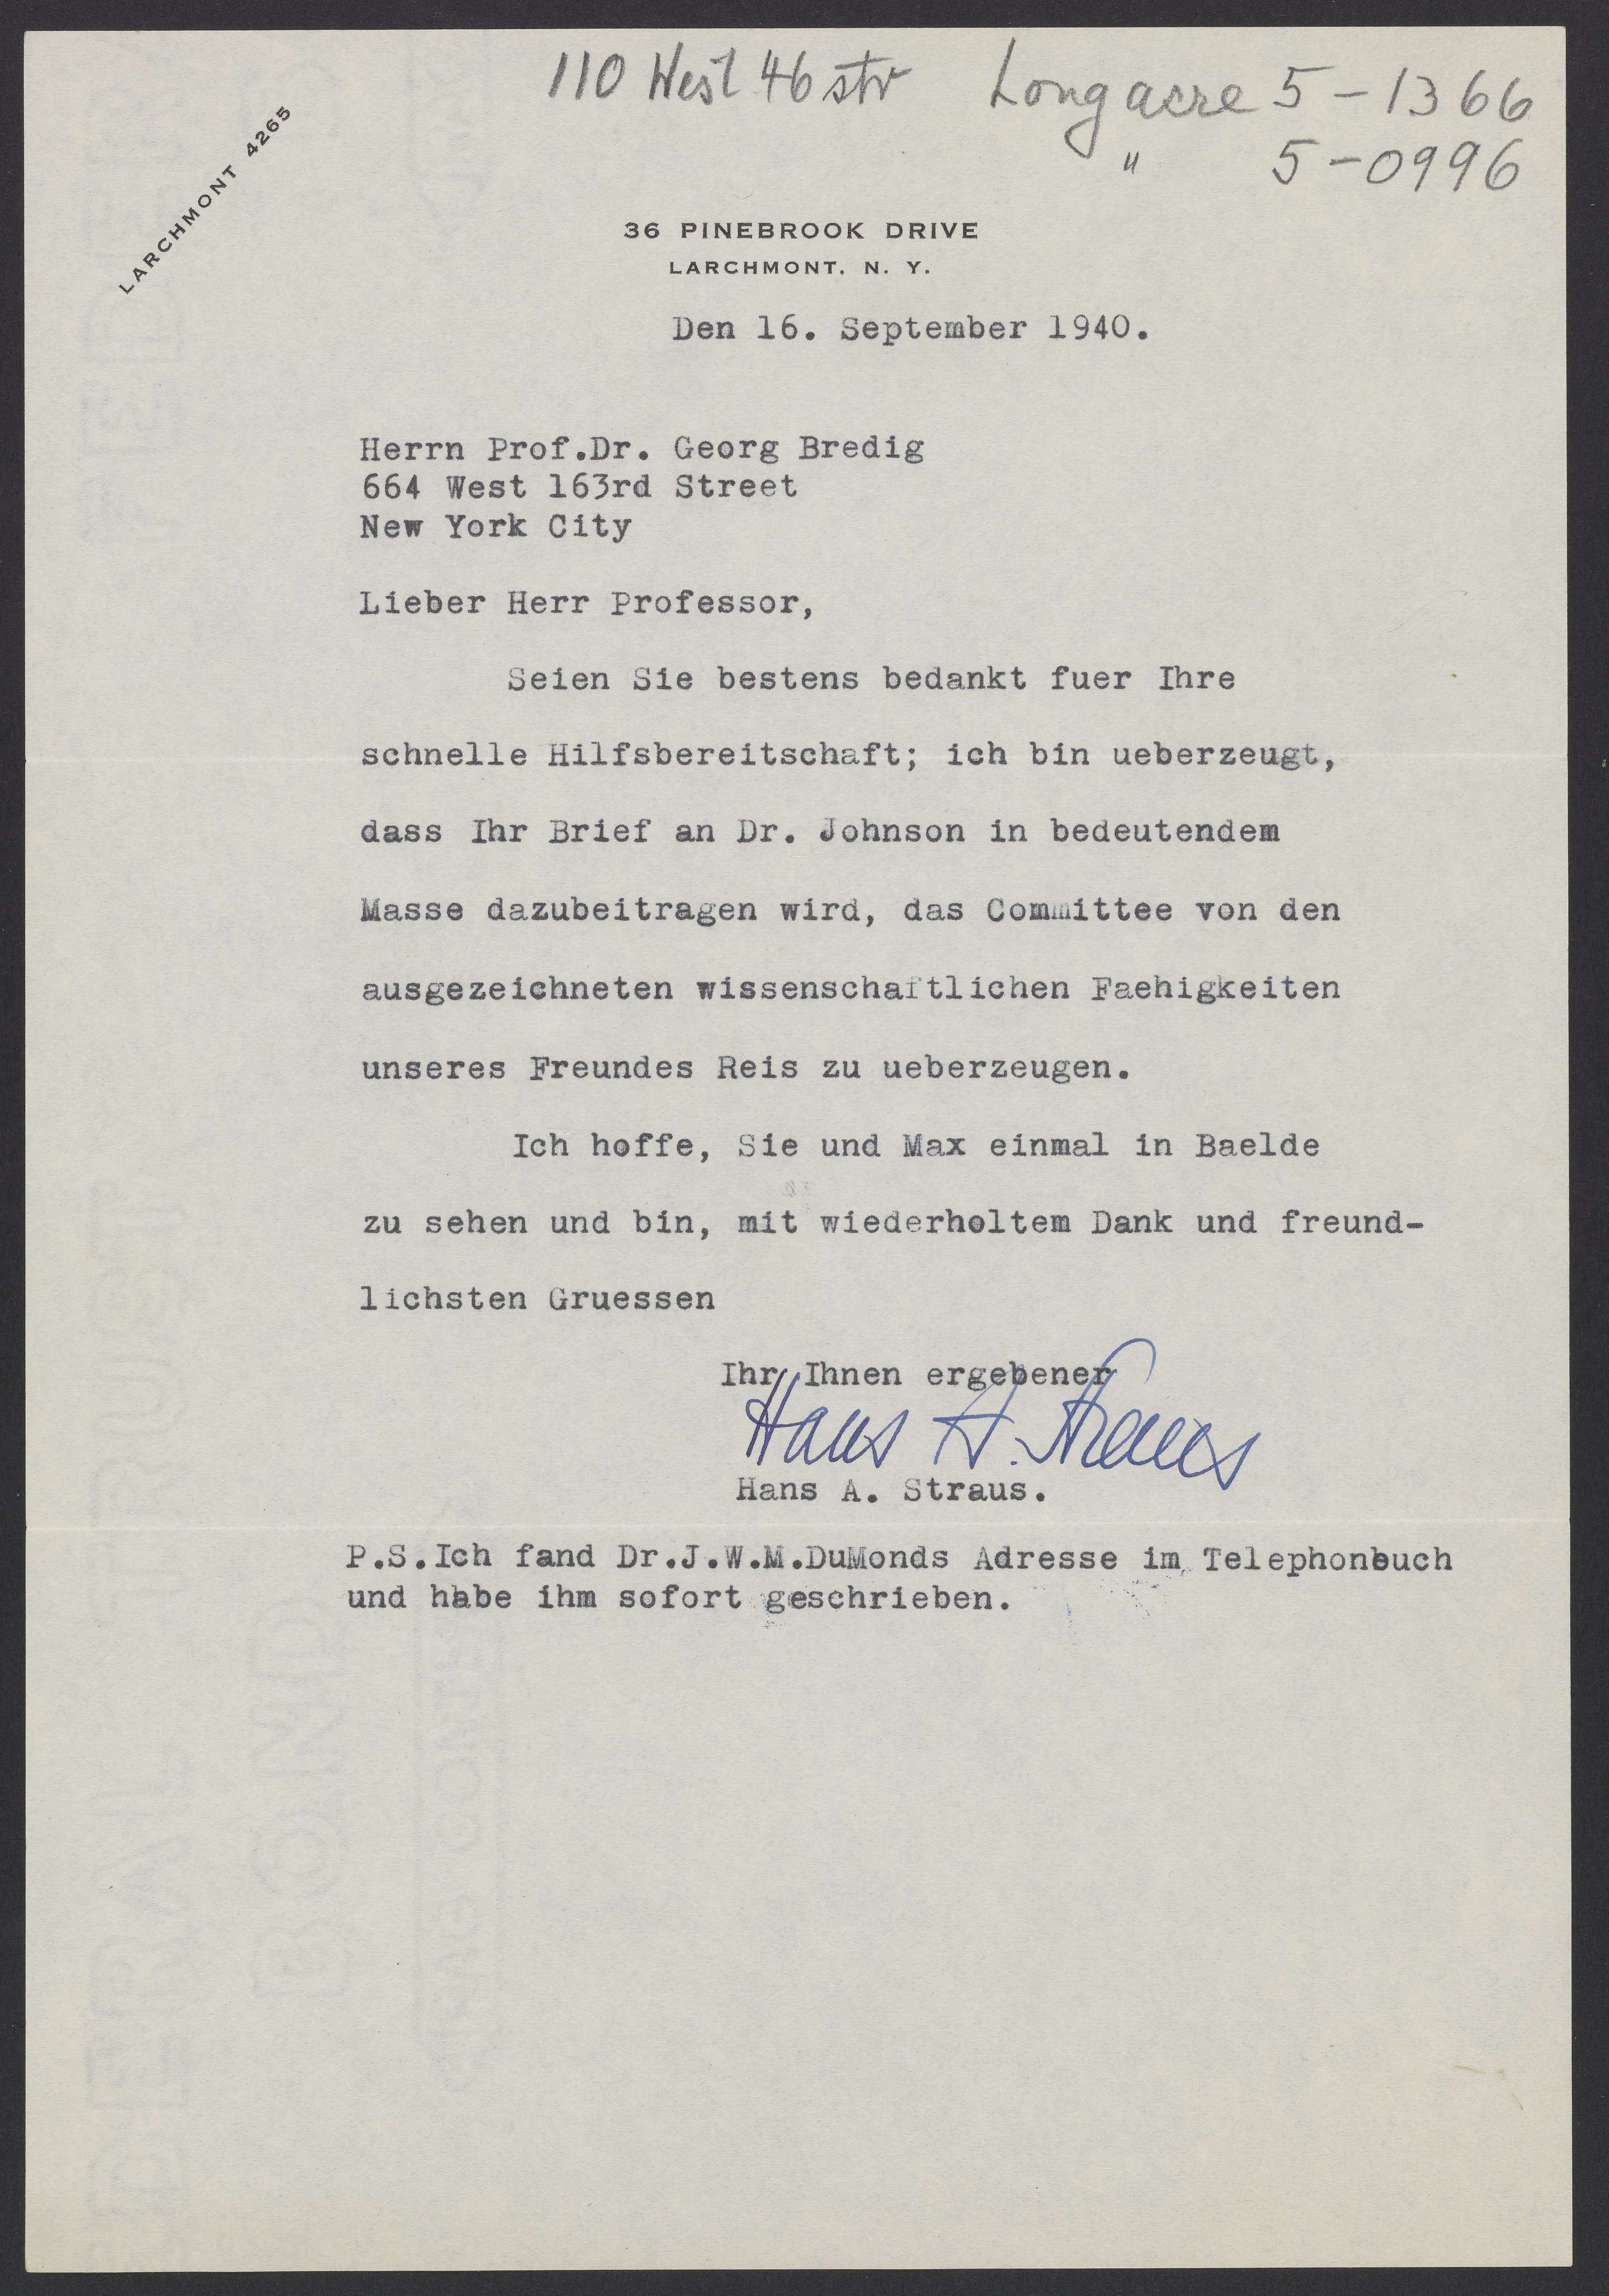 110 West 46 str Longacre 5-1366
" 5-0996
LARCHMONT 4265
36 PINEBROOK DRIVE
LARCHMONT, N. Y.
Den 16. September 1940.
Herrn Prof.Dr. Georg Bredig
664 West 163rd Street
New York City
Lieber Herr Professor,
Seien Sie bestens bedankt fuer Ihre
schnelle Hilfsbereitschaft; ich bin ueberzeugt,
dass Ihr Brief an Dr. Johnson in bedeutendem
Masse dazubeitragen wird, das Committee von den
ausgezeichneten wissenschaftlichen Faehigkeiten
unseres Freundes Reis zu ueberzeugen.
Ich hoffe, Sie und Max einmal in Baelde
zu sehen und bin, mit wiederholtem Dank und freund-
lichsten Gruessen
Ihr Ihnen ergebener
Hans A. Straus
Hans A. Straus.
P.S.Ich fand Dr.J.W.M.DuMonds Adresse im Telephonbuch
und habe ihm sofort geschrieben.